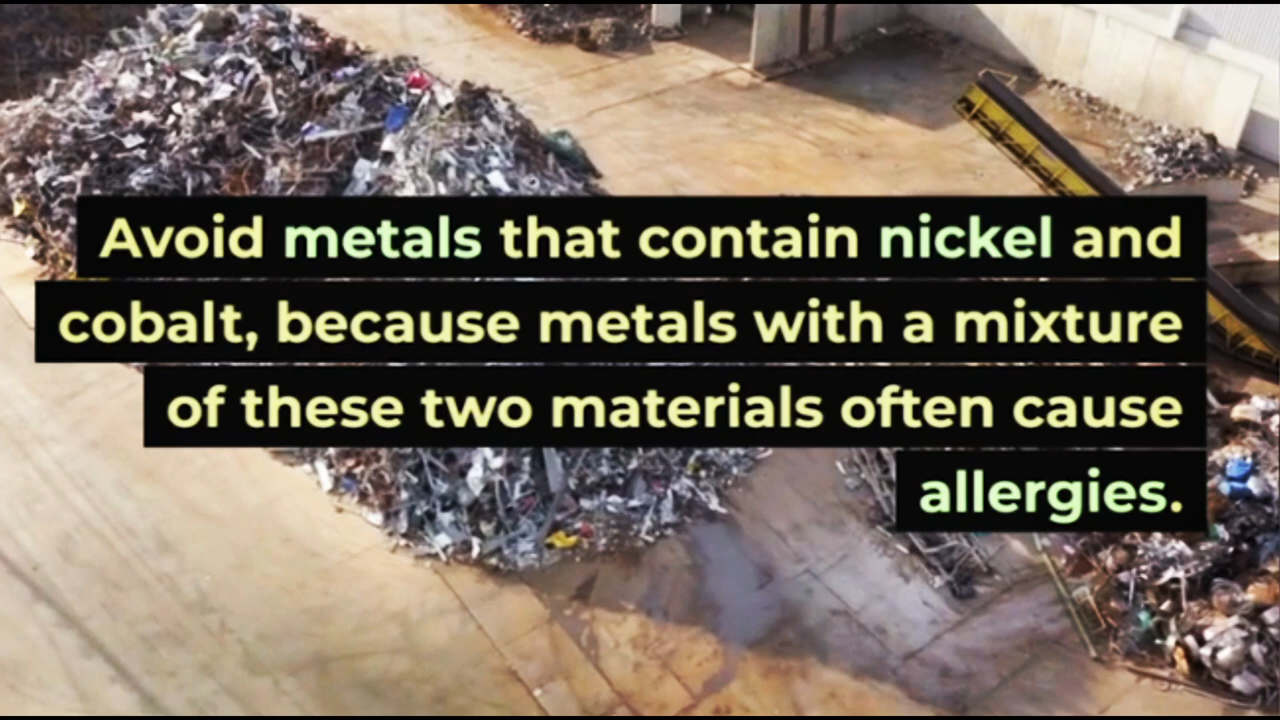 Avoid metals that contain nickel and
cobalt, because metals with a mixture
of these two materials often cause
allergies.